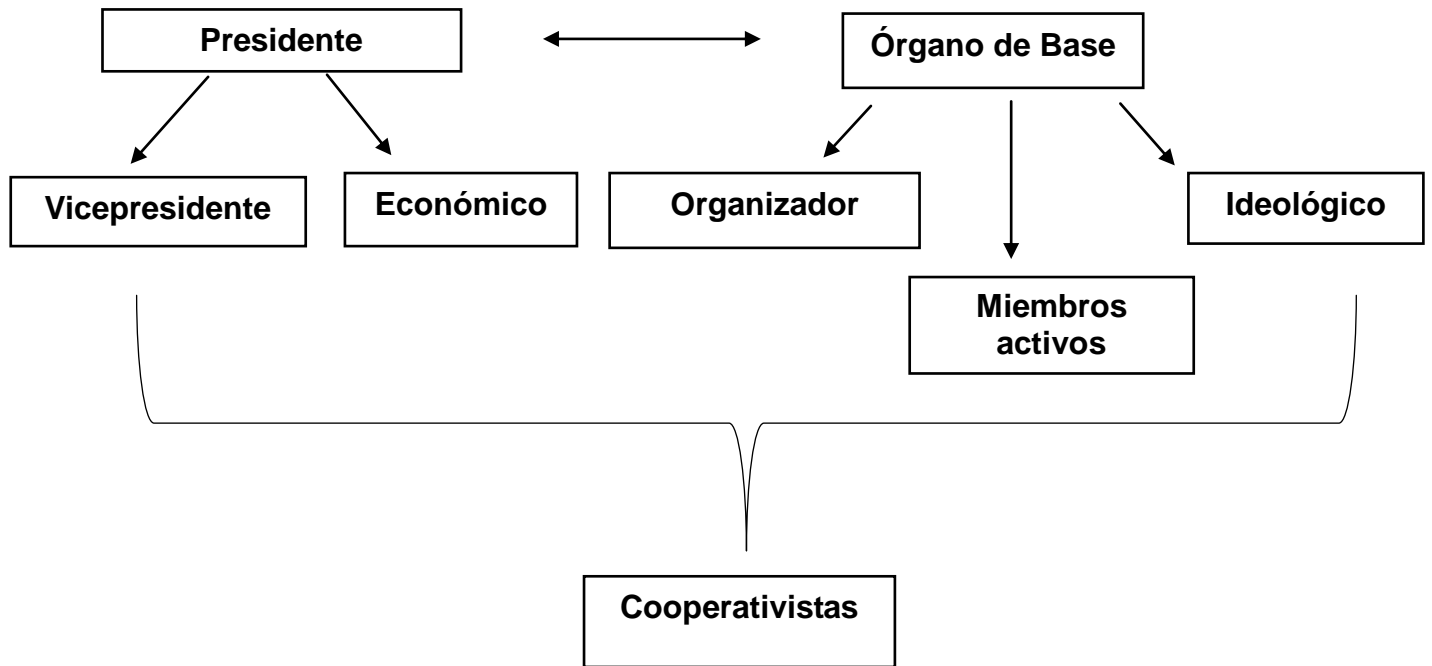 Presidente
Órgano de Base
Vicepresidente
Económico
Organizador
Ideológico
Miembros
activos
Cooperativistas